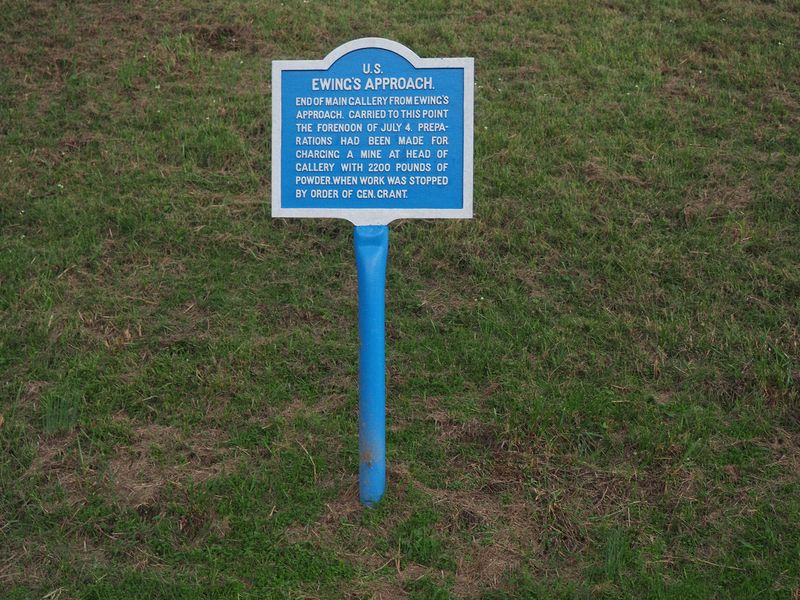 U.S.
EWING'S APPROACH.
END OF MAIN GALLERY FROM EWING'S
APPROACH. CARRIED TO THIS POINT
THE FORENOON OF JULY 4. PREPA-
RATIONS HAD BEEN MADE FOR
CHARGING A MINE AT HEAD OF
GALLERY WITH 2200 POUNDS OF
POWDER. WHEN WORK WAS STOPPED
BY ORDER OF GEN. GRANT.